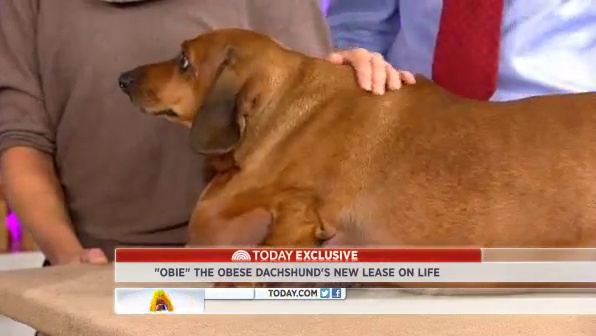 TODAY EXCLUSIVE
"OBIE" THE OBESE DACHSHUND'S NEW LEASE ON LIFE
TODAY.COM